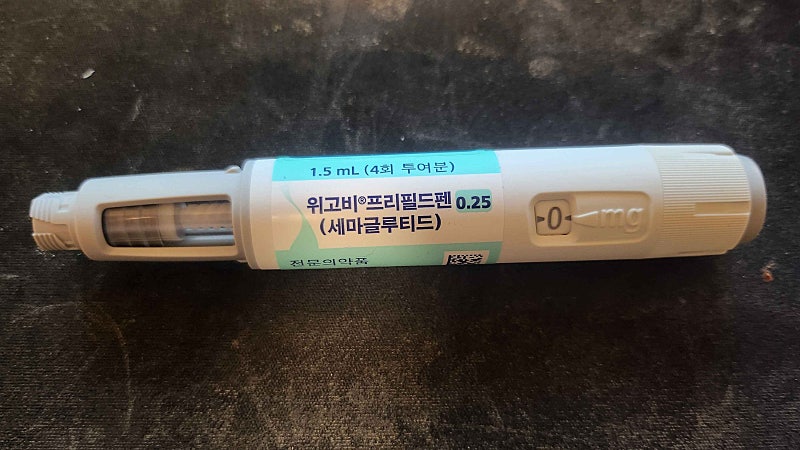 1.5 mL (4회 투여분)
위고비®프리필드펜 0.25
(세마글루티드)
전문의약품
0 mg